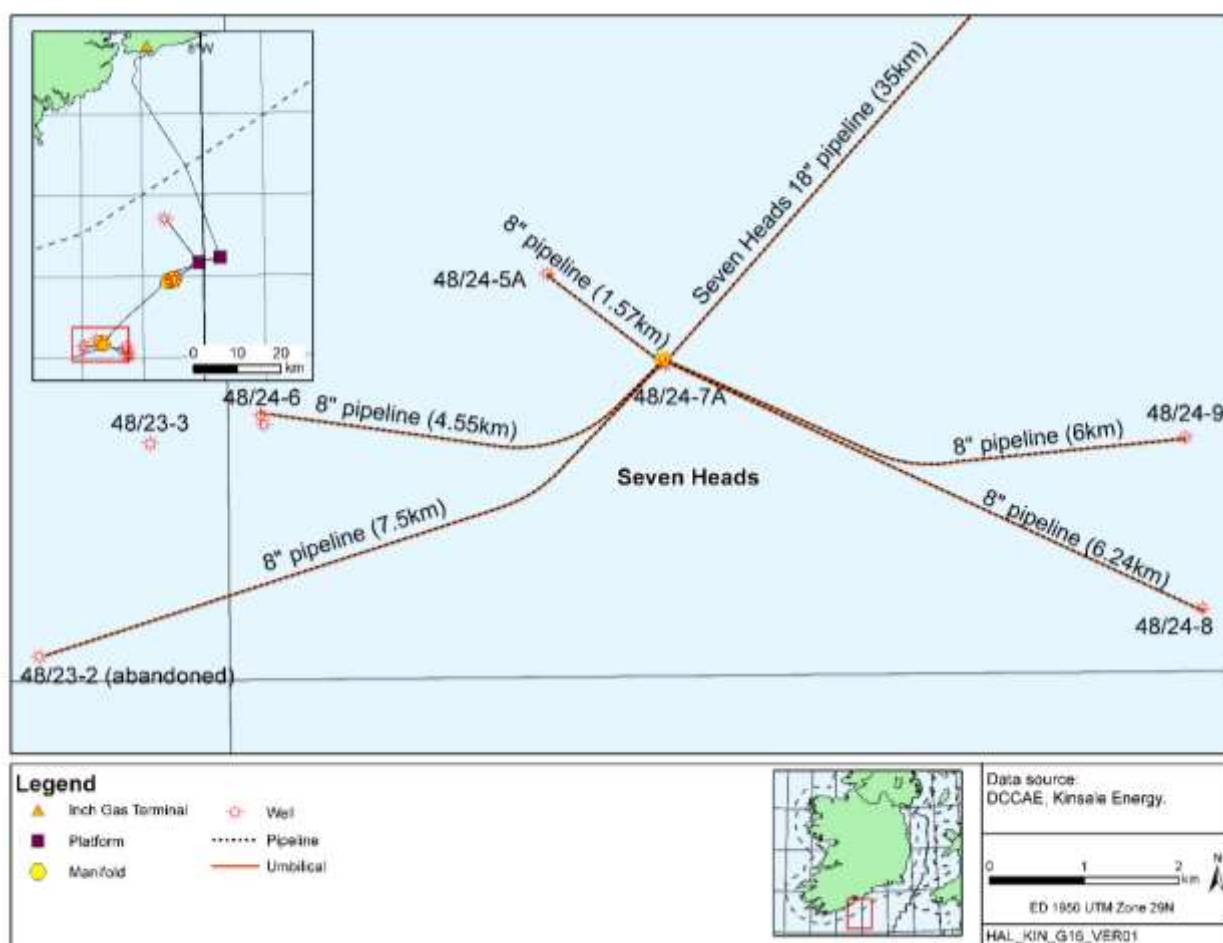 6°W
0 10 20
km
Seven Heads 18" pipeline (35km)
8" pipeline (1.57km)
48/24-5A
48/24-7A
48/24-6
48/23-3
8" pipeline (4.55km)
48/24-9
8" pipeline (6km)
Seven Heads
8" pipeline (7.5km)
8" pipeline (6.24km)
48/24-8
48/23-2 (abandoned)
Legend
Inch Gas Terminal
Platform
Manifold
Well
Pipeline
Umbilical
Data source:
DCCAE, Kinsale Energy.
0 1 2
km
N
ED 1950 UTM Zone 29N
HAL_KIN_G16_VER01